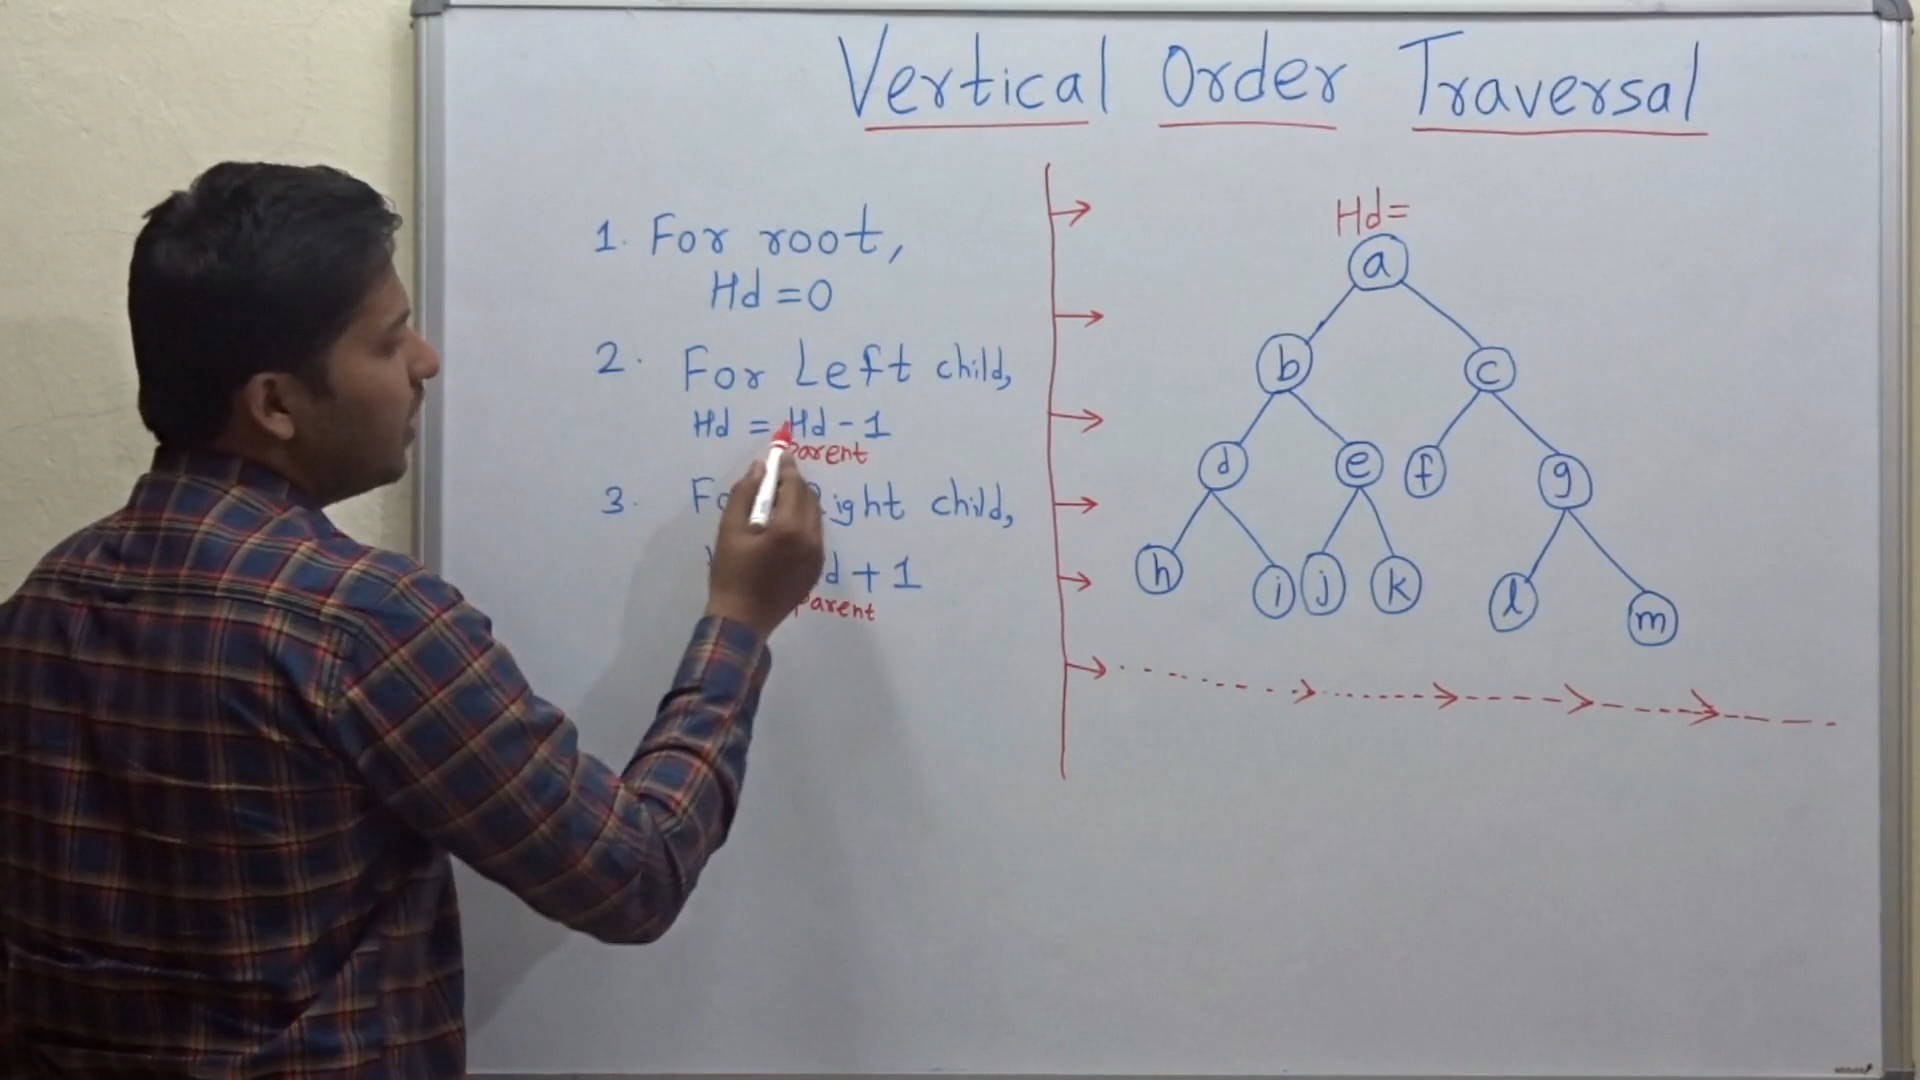 Vertical Order Traversal
1. For root,
Hd = 0
2. For Left child,
Hd = Hd - 1
Parent
3. Right child,
+ 1
Parent
Hd=
a
b c
d e f g
h i j k l m